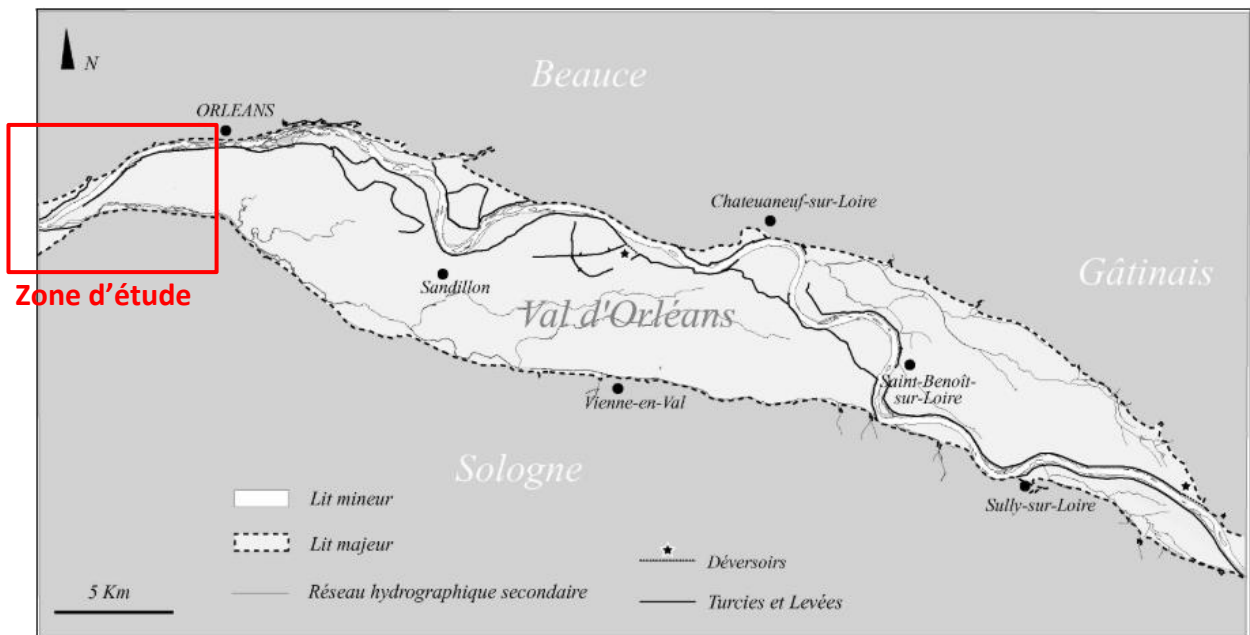 N
Beauce
ORLEANS
Chateuaneuf-sur-Loire
Gâtinais
Zone d'étude
Sandillon
Val d'Orléans
Saint-Benoît-
sur-Loire
Vienne-en-Val
Sologne
Sully-sur-Loire
Lit mineur
Lit majeur
Déversoirs
5 Km
Réseau hydrographique secondaire
Turcies et Levées